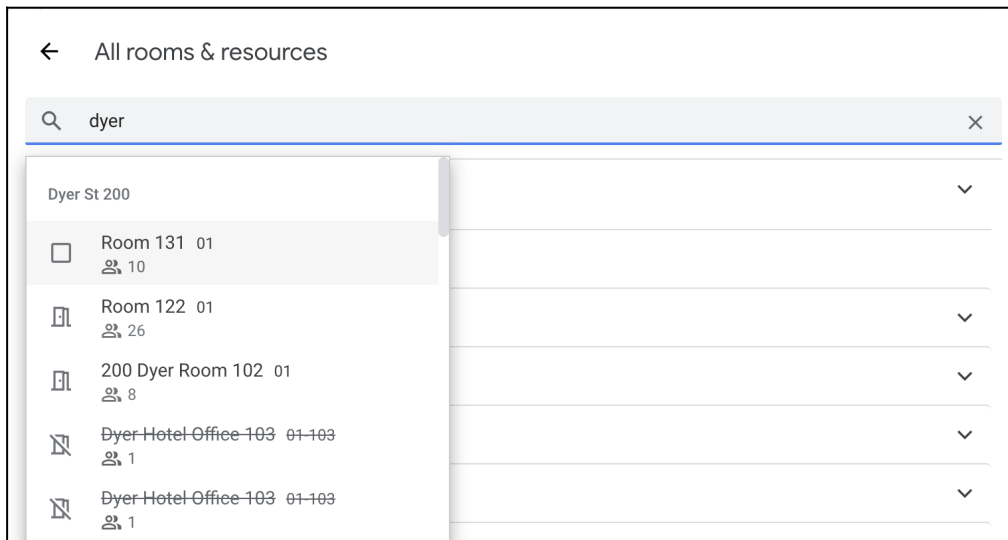 All rooms & resources
dyer
Dyer St 200
Room 131 01
10
Room 122 01
26
200 Dyer Room 102 01
8
Dyer Hotel Office 103 01-103
1
Dyer Hotel Office 103 01-103
1